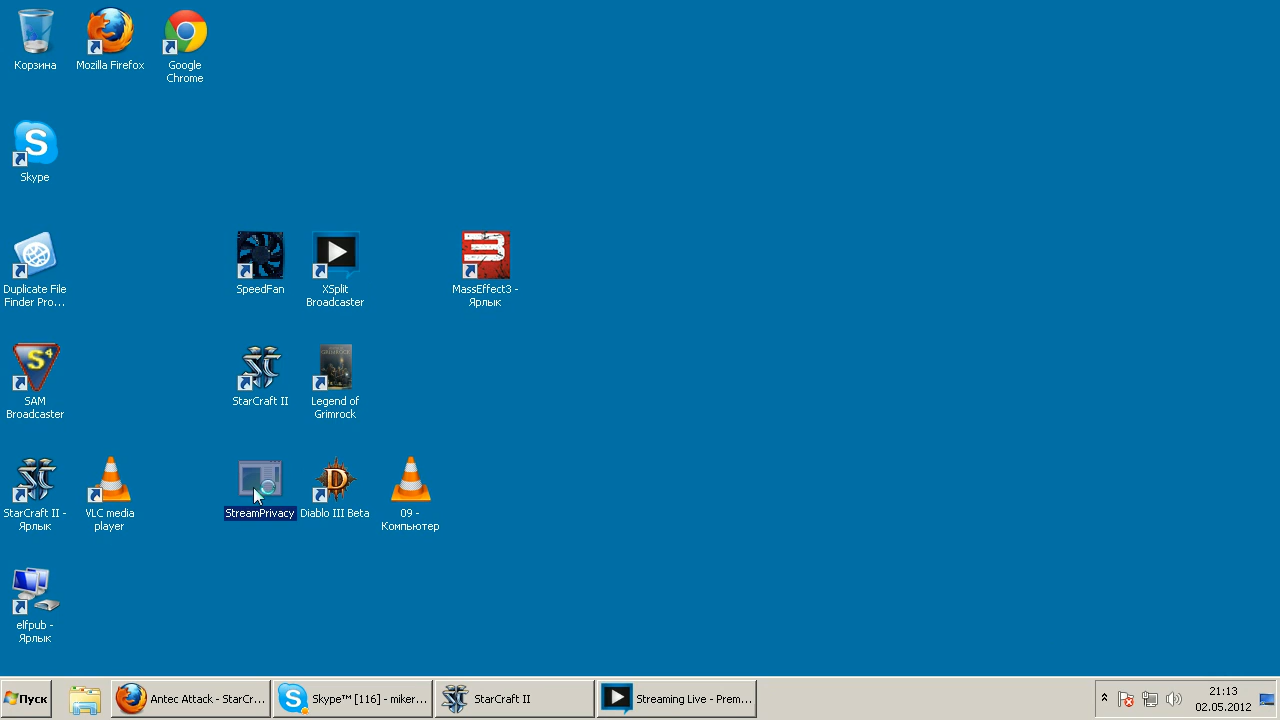 Корзина
Mozilla Firefox
Google
Chrome
Skype
Duplicate File
Finder Pro...
SpeedFan
XSplit
Broadcaster
MassEffect3 -
Ярлык
SAM
Broadcaster
StarCraft II
Legend of
Grimrock
StarCraft II -
Ярлык
VLC media
player
StreamPrivacy
Diablo III Beta
09 -
Компьютер
elfpub -
Ярлык
Пуск
Antec Attack - StarCr...
Skype™ [116] - miker...
StarCraft II
Streaming Live - Pren...
21:13
02.05.2012